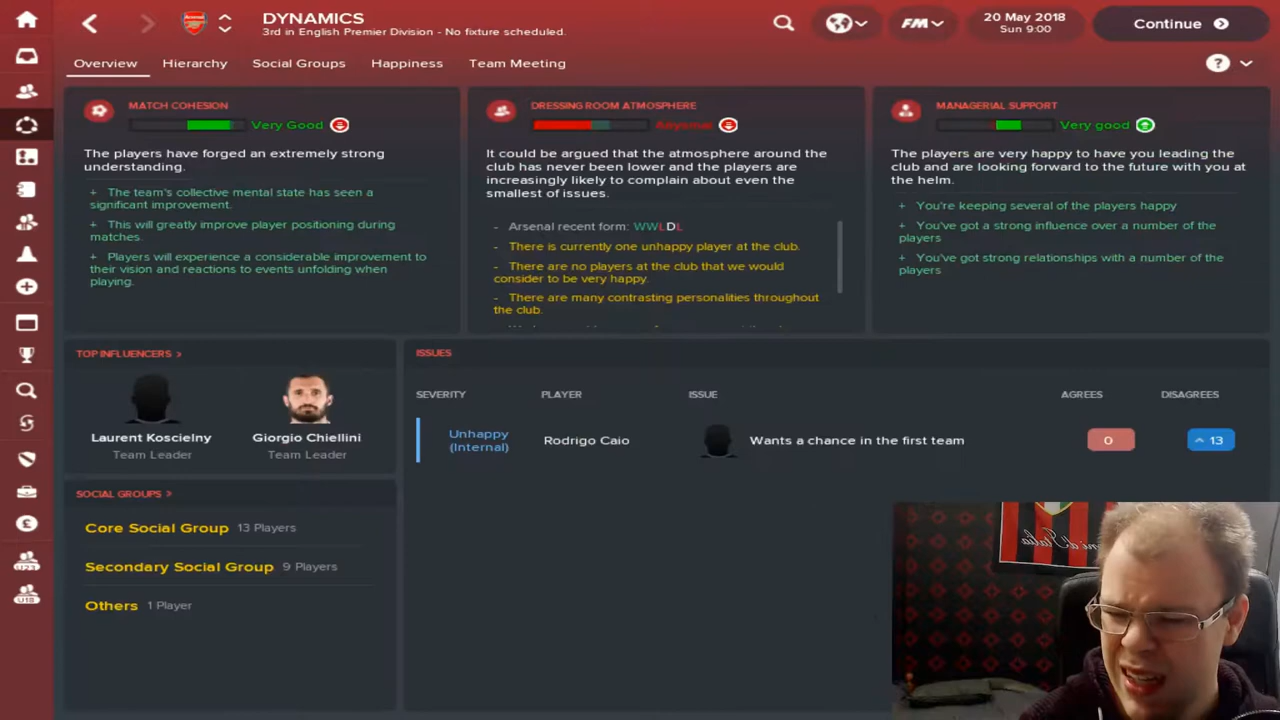 DYNAMICS
3rd in English Premier Division - No fixture scheduled.
FM
20 May 2018
Sun 9:00
Continue
Overview
Hierarchy
Social Groups
Happiness
Team Meeting
?
MATCH COHESION
Very Good
The players have forged an extremely strong
understanding.
+ The team's collective mental state has seen a
significant improvement.
+ This will greatly improve player positioning during
matches.
+ Players will experience a considerable improvement to
their vision and reactions to events unfolding when
playing.
DRESSING ROOM ATMOSPHERE
Abysmal
It could be argued that the atmosphere around the
club has never been lower and the players are
increasingly likely to complain about even the
smallest of issues.
- Arsenal recent form: WWLDL
- There is currently one unhappy player at the club.
- There are no players at the club that we would
consider to be very happy.
- There are many contrasting personalities throughout
the club.
MANAGERIAL SUPPORT
Very good
The players are very happy to have you leading the
club and are looking forward to the future with you at
the helm.
+ You're keeping several of the players happy
+ You've got a strong influence over a number of the
players
+ You've got strong relationships with a number of the
players
TOP INFLUENCERS >
Laurent Koscielny
Team Leader
Giorgio Chiellini
Team Leader
SOCIAL GROUPS >
Core Social Group 13 Players
Secondary Social Group 9 Players
Others 1 Player
ISSUES
SEVERITY
PLAYER
ISSUE
AGREES
DISAGREES
Unhappy
(Internal)
Rodrigo Caio
Wants a chance in the first team
0
13
U23
U18